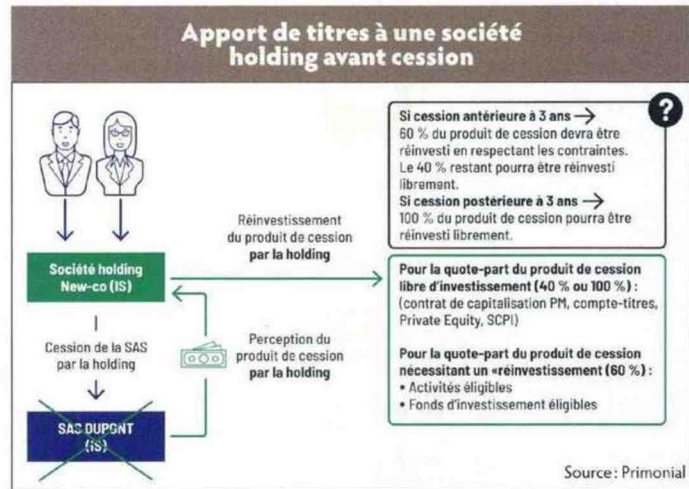 Apport de titres à une société
holding avant cession
?
Si cession antérieure à 3 ans →
60 % du produit de cession devra être
réinvesti en respectant les contraintes.
Le 40 % restant pourra être réinvesti
librement.
Si cession postérieure à 3 ans →
100 % du produit de cession pourra être
réinvesti librement.
Réinvestissement
du produit de cession
par la holding
Société holding
New-co (IS)
Pour la quote-part du produit de cession
libre d'investissement (40 % ou 100 %) :
(contrat de capitalisation PM, compte-titres,
Private Equity, SCPI)
Pour la quote-part du produit de cession
nécessitant un «réinvestissement (60 %) :
• Activités éligibles
• Fonds d'investissement éligibles
Cession de la SAS
par la holding
Perception du
produit de cession
par la holding
SAS DUPONT
(IS)
Source : Primonial